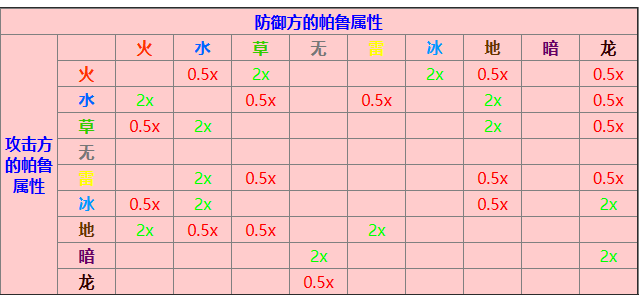 防御方的帕鲁属性
火 水 草 无 冰 地 暗 龙
攻击方
的帕鲁
属性
火 0.5x 2x 2x 0.5x 0.5x
水 2x 0.5x 0.5x 2x 0.5x
草 0.5x 2x 2x 0.5x
无
2x 0.5x 0.5x 0.5x
冰 0.5x 2x 0.5x 2x
地 2x 0.5x 0.5x 2x
暗 2x 2x
龙 0.5x